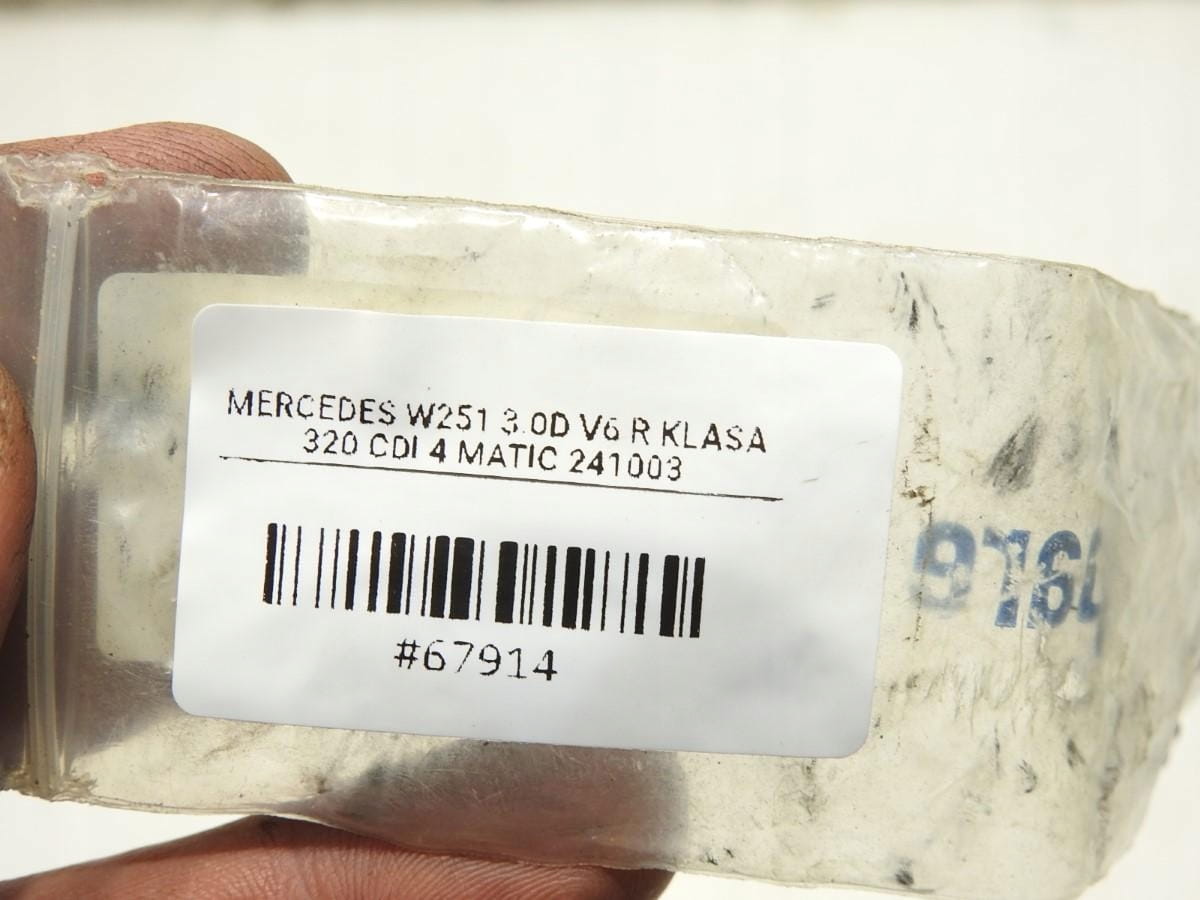 MERCEDES W251 3.0D V6 R KLASA
320 CDI 4 MATIC 241003
#67914